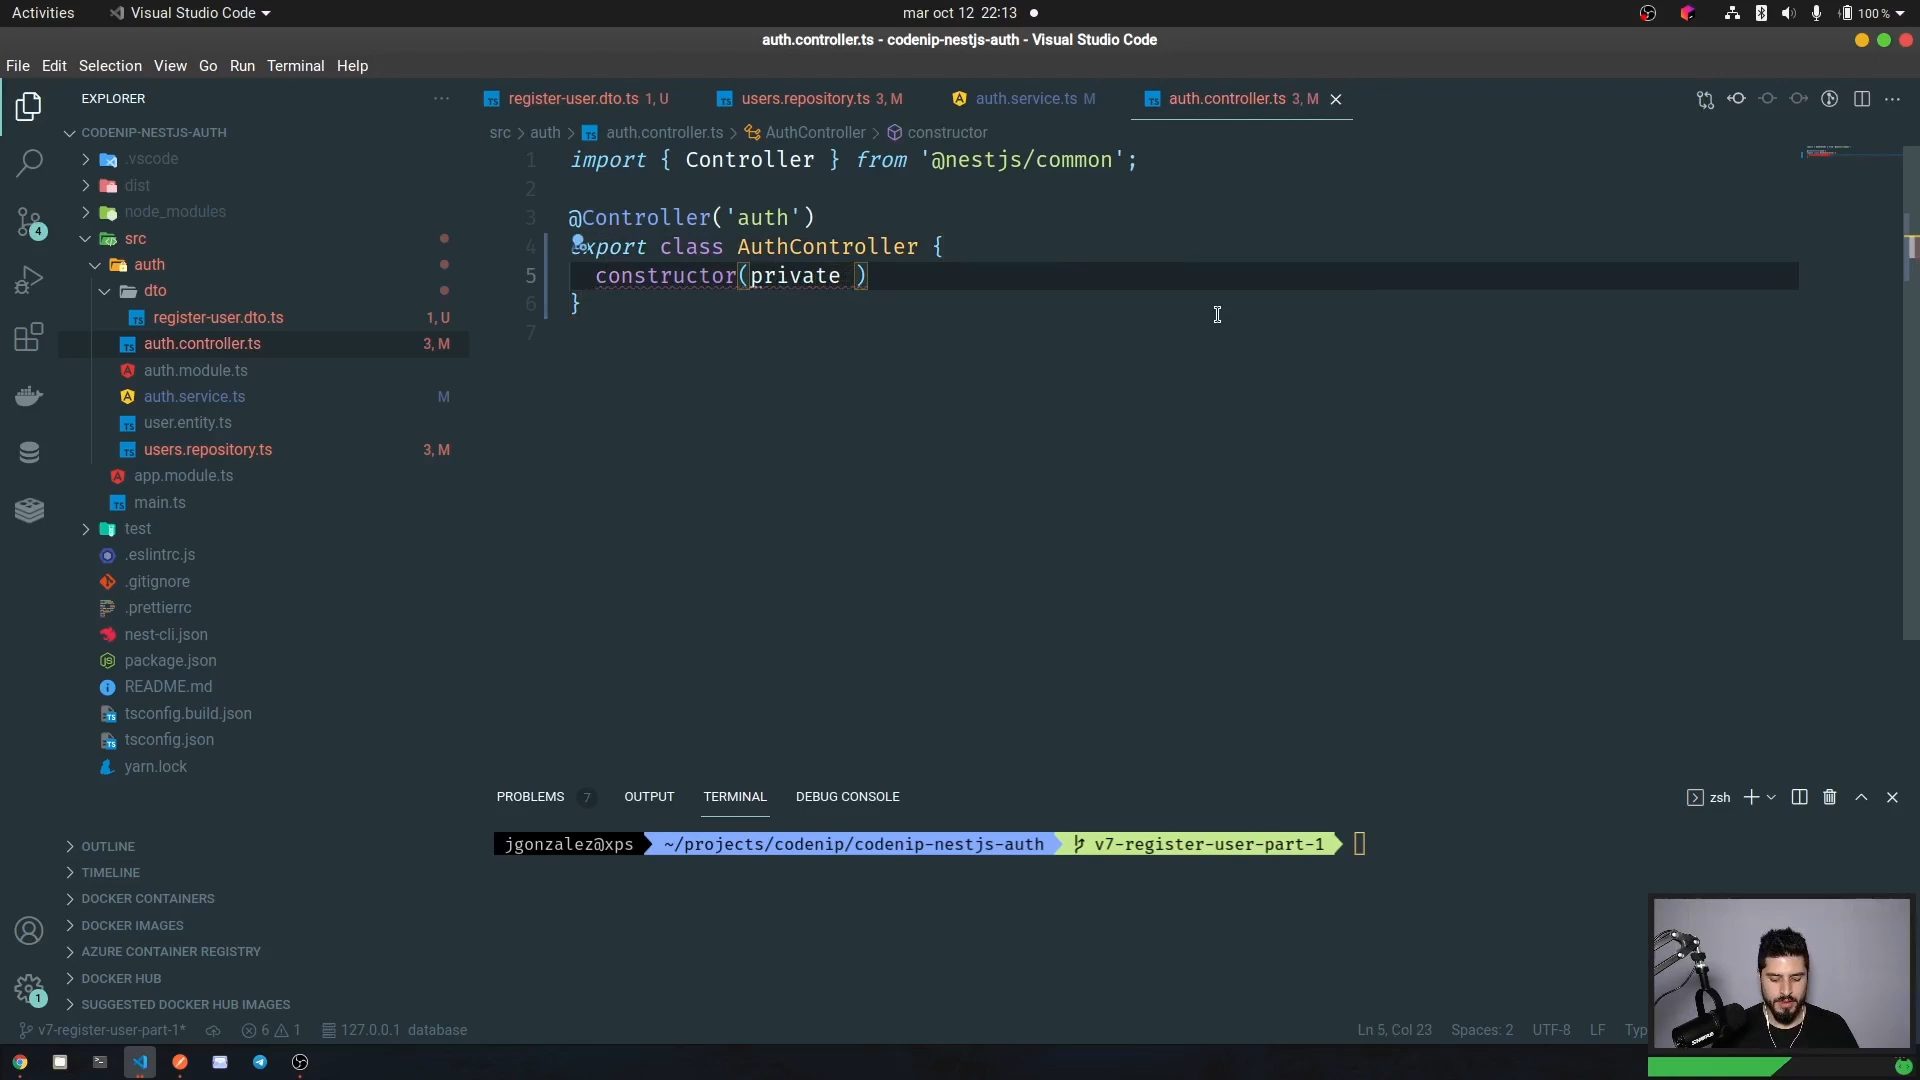 Activities
Visual Studio Code
mar oct 12 22:13
100 %
auth.controller.ts - codenip-nestjs-auth - Visual Studio Code
File Edit Selection View Go Run Terminal Help
EXPLORER
CODENIP-NESTJS-AUTH
.vscode
dist
node_modules
src
auth
dto
register-user.dto.ts 1, U
auth.controller.ts 3, M
auth.module.ts
auth.service.ts M
user.entity.ts
users.repository.ts 3, M
app.module.ts
main.ts
test
.eslintrc.js
.gitignore
.prettierrc
nest-cli.json
package.json
README.md
tsconfig.build.json
tsconfig.json
yarn.lock
OUTLINE
TIMELINE
DOCKER CONTAINERS
DOCKER IMAGES
AZURE CONTAINER REGISTRY
DOCKER HUB
SUGGESTED DOCKER HUB IMAGES
4
1
register-user.dto.ts 1, U
users.repository.ts 3, M
auth.service.ts M
auth.controller.ts 3, M
src > auth > auth.controller.ts > AuthController > constructor
1 import { Controller } from '@nestjs/common';
2
3 @Controller('auth')
4 export class AuthController {
5 constructor(private )
6 }
7
PROBLEMS 7 OUTPUT TERMINAL DEBUG CONSOLE
zsh
jgonzalez@xps ~/projects/codenip/codenip-nestjs-auth v7-register-user-part-1
v7-register-user-part-1* 6 1 127.0.0.1 database
Ln 5, Col 23 Spaces: 2 UTF-8 LF Typ